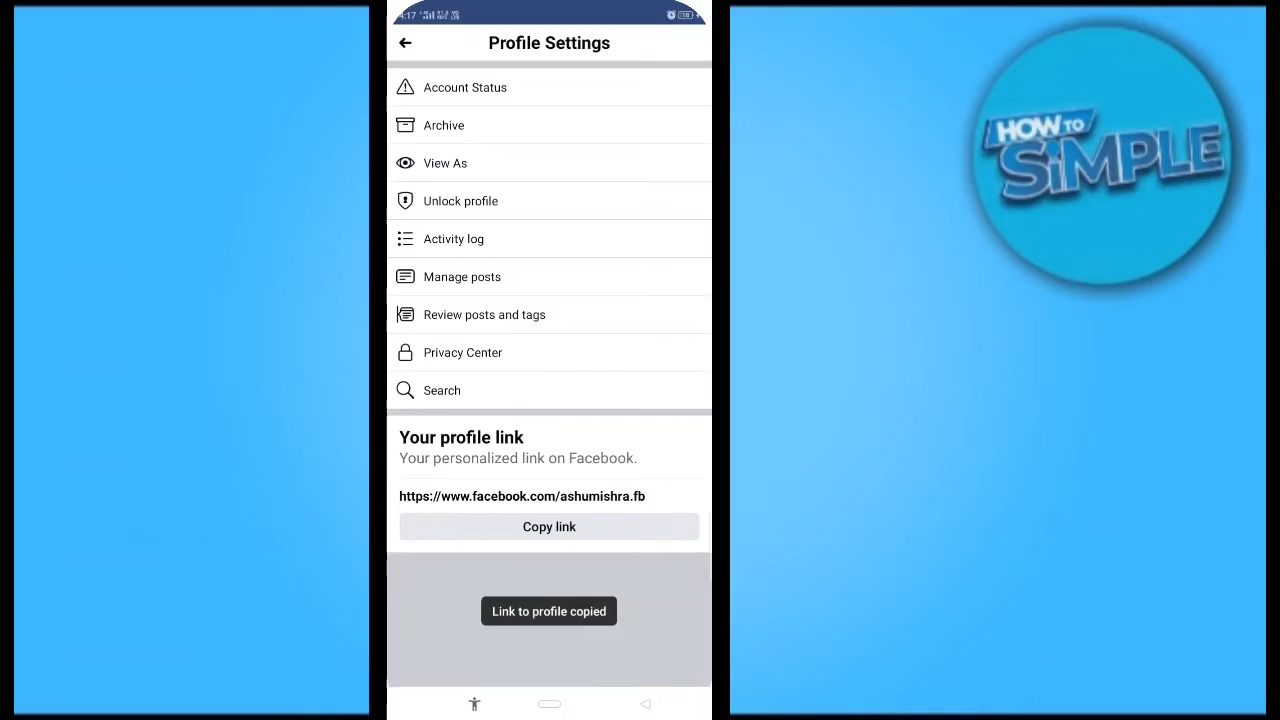 4:17
Profile Settings
HOW TO
SIMPLE
Account Status
Archive
View As
Unlock profile
Activity log
Manage posts
Review posts and tags
Privacy Center
Search
Your profile link
Your personalized link on Facebook.
https://www.facebook.com/ashumishra.fb
Copy link
Link to profile copied